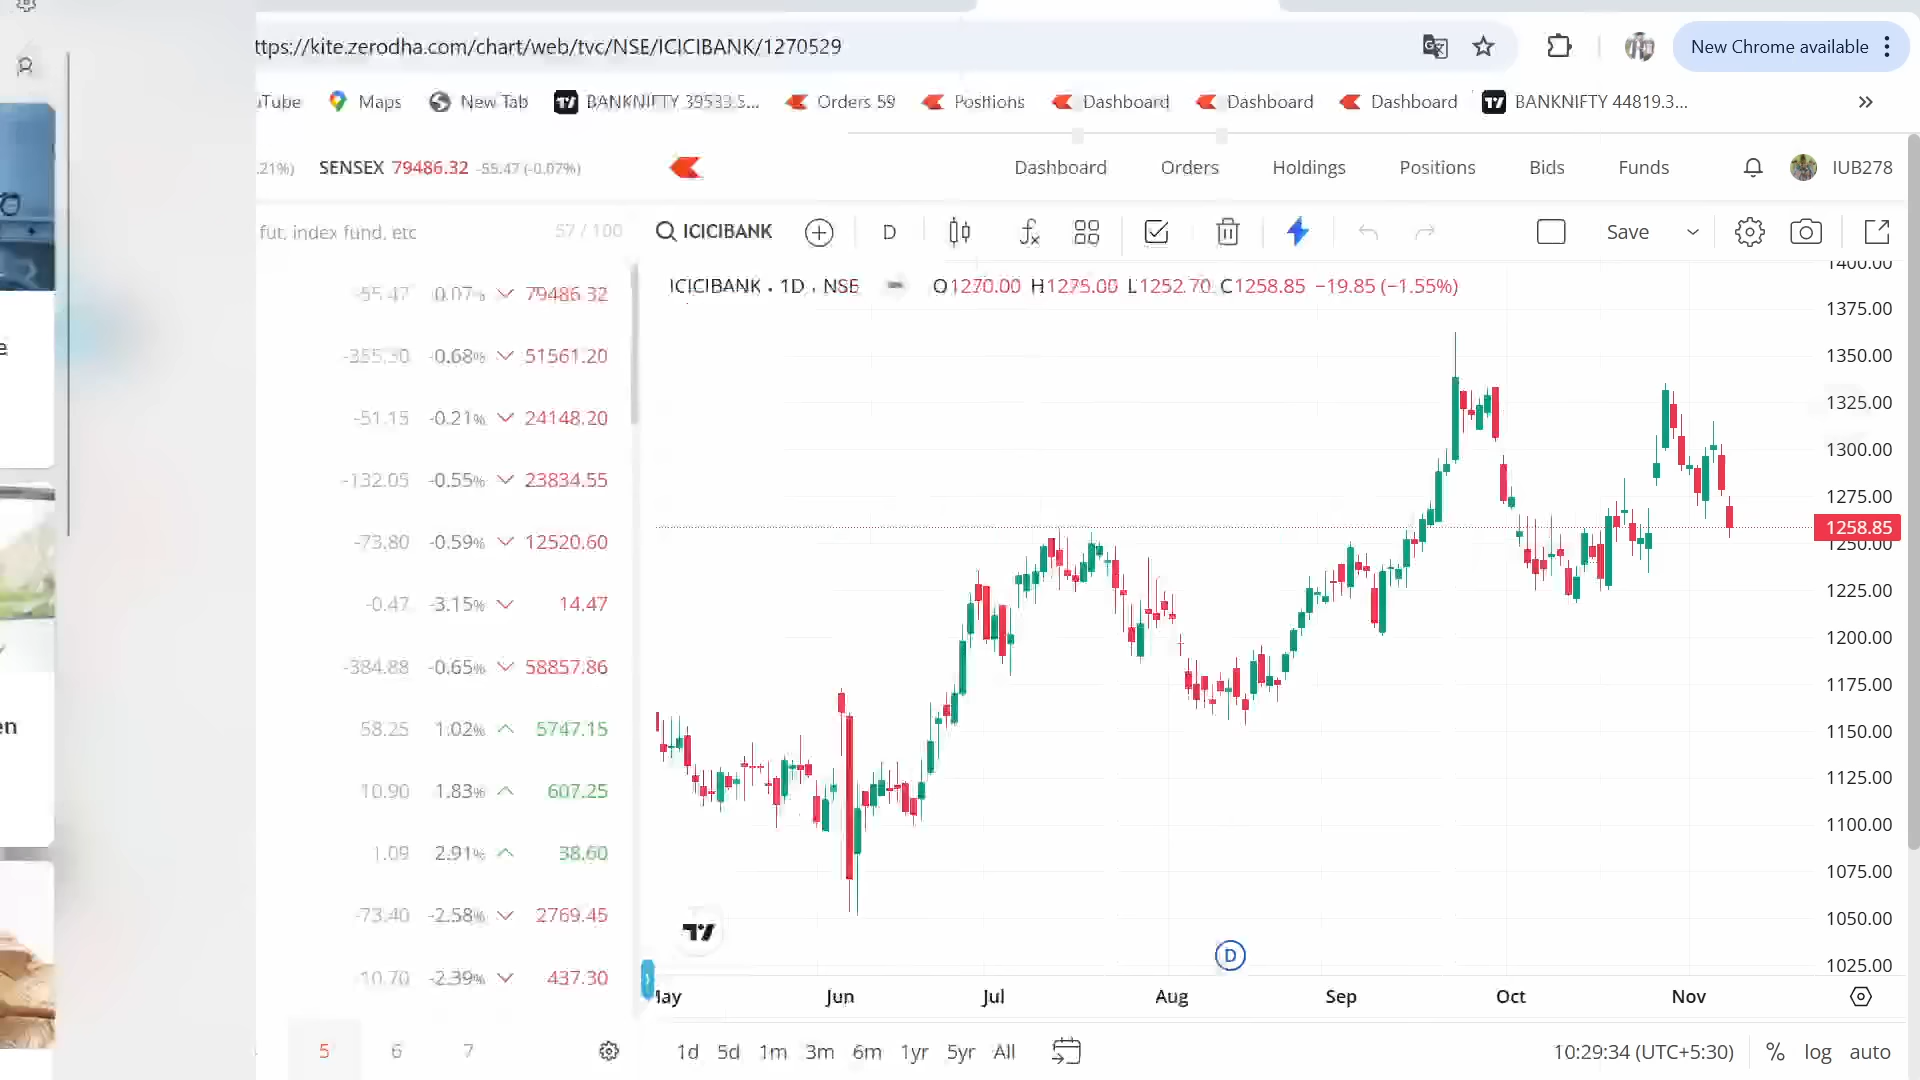 ttps://kite.zerodha.com/chart/web/tvc/NSE/ICICIBANK/1270529
New Chrome available
uTube Maps New Tab BANKNIFTY 39533.5... Orders 59 Positions Dashboard Dashboard Dashboard BANKNIFTY 44819.3... »
.21%) SENSEX 79486.32 -55.47 (-0.07%)
Dashboard Orders Holdings Positions Bids Funds IUB278
fut, index fund, etc 57 / 100
ICICIBANK D Save
ICICIBANK . 1D . NSE O1270.00 H1275.00 L1252.70 C1258.85 −19.85 (−1.55%)
-55.47 0.07% 79486.32
-355.30 -0.68% 51561.20
-51.15 -0.21% 24148.20
-132.05 -0.55% 23834.55
-73.80 -0.59% 12520.60
-0.47 -3.15% 14.47
-384.88 -0.65% 58857.86
58.25 1.02% 5747.15
10.90 1.83% 607.25
1.09 2.91% 38.60
-73.40 -2.58% 2769.45
-10.70 -2.39% 437.30
5 6 7
1400.00
1375.00
1350.00
1325.00
1300.00
1275.00
1258.85
1250.00
1225.00
1200.00
1175.00
1150.00
1125.00
1100.00
1075.00
1050.00
1025.00
D
May Jun Jul Aug Sep Oct Nov
1d 5d 1m 3m 6m 1yr 5yr All
10:29:34 (UTC+5:30) % log auto
e
en